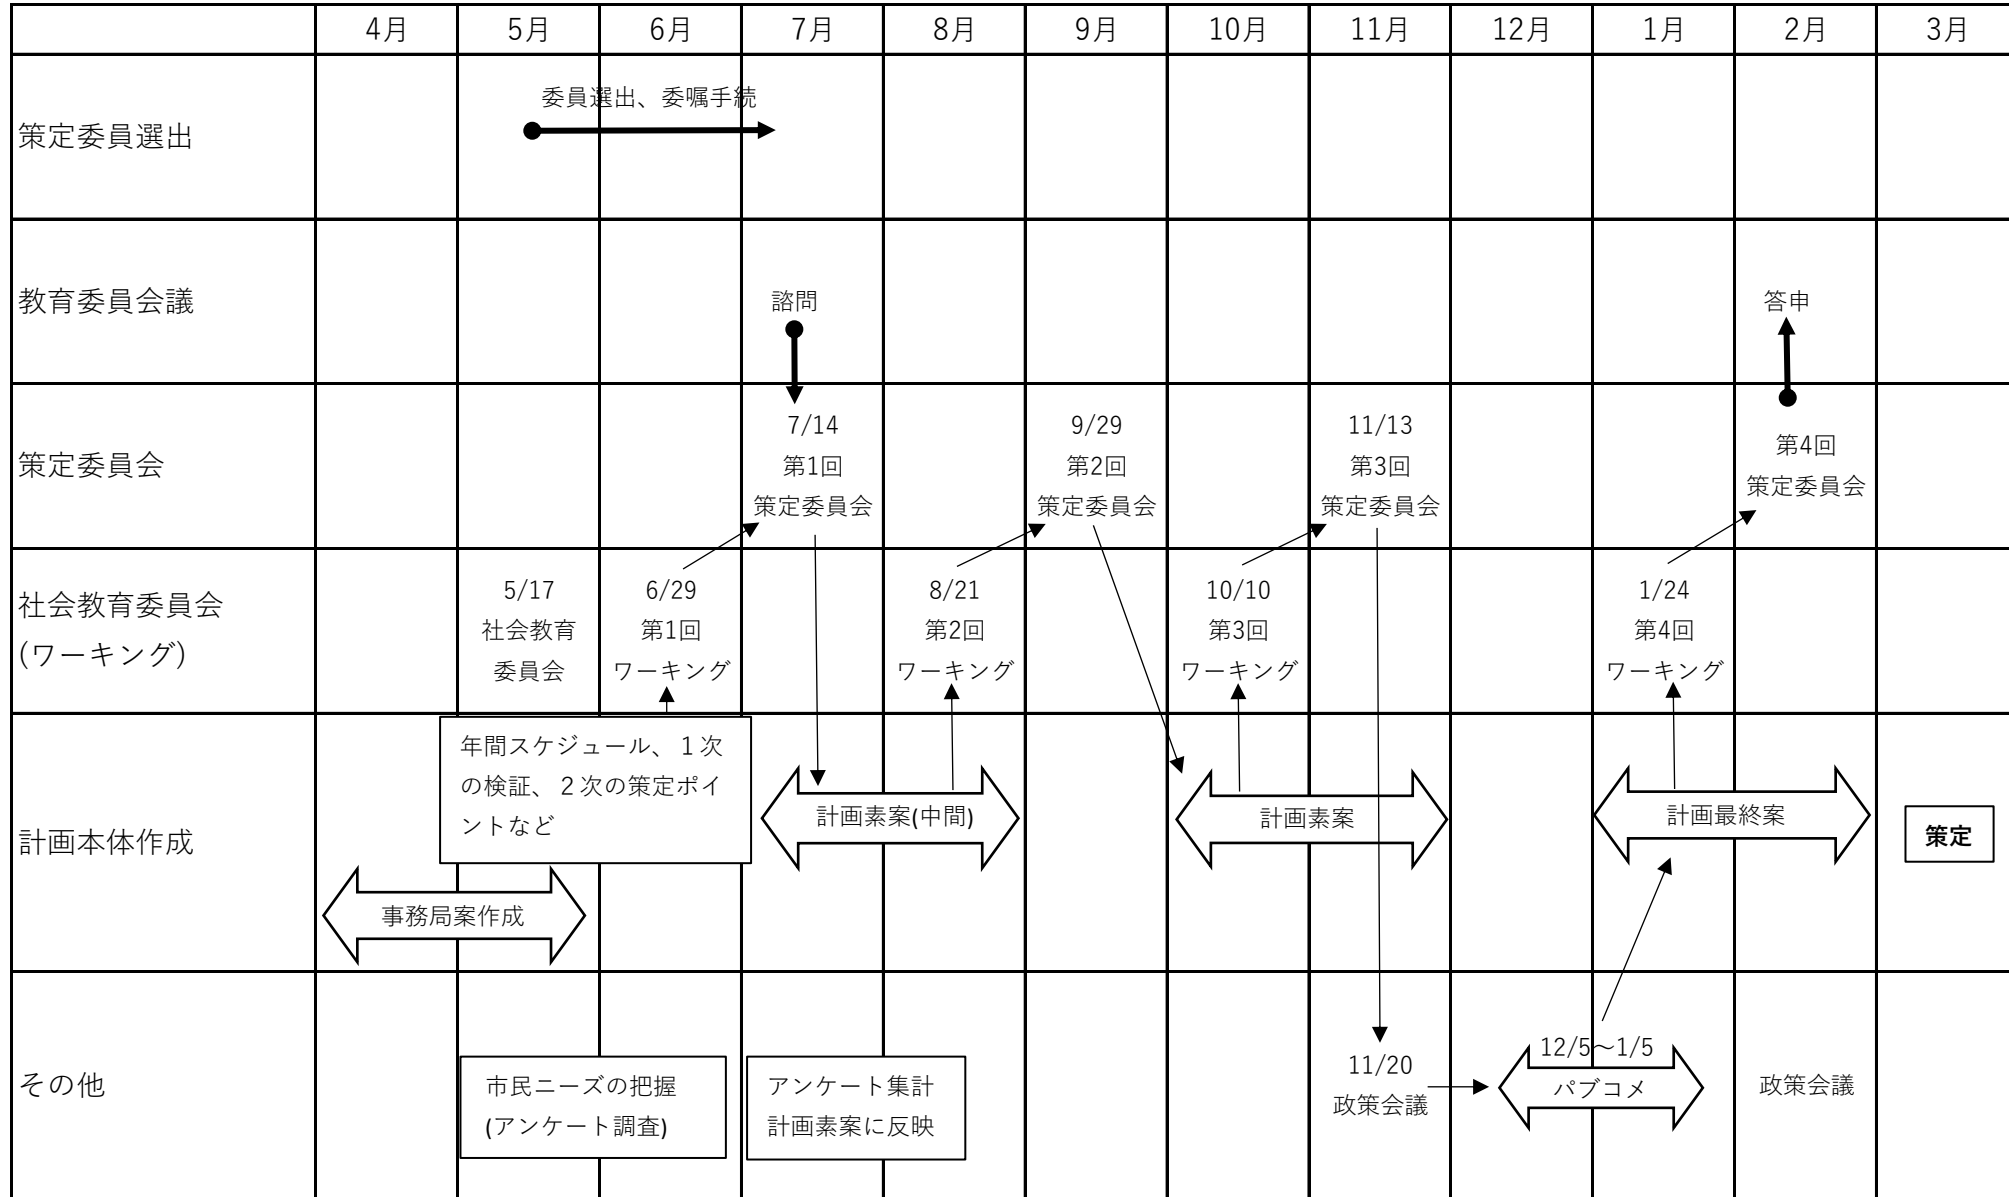 4月
5月
6月
7月
8月
9月
10月
11月
12月
1月
2月
3月
策定委員選出
委員選出、委嘱手続
教育委員会議
諮問
答申
策定委員会
7/14
第1回
策定委員会
9/29
第2回
策定委員会
11/13
第3回
策定委員会
第4回
策定委員会
社会教育委員会
(ワーキング)
5/17
社会教育
委員会
6/29
第1回
ワーキング
8/21
第2回
ワーキング
10/10
第3回
ワーキング
1/24
第4回
ワーキング
計画本体作成
年間スケジュール、１次
の検証、２次の策定ポイ
ントなど
事務局案作成
計画素案(中間)
計画素案
計画最終案
策定
その他
市民ニーズの把握
(アンケート調査)
アンケート集計
計画素案に反映
11/20
政策会議
12/5～1/5
パブコメ
政策会議